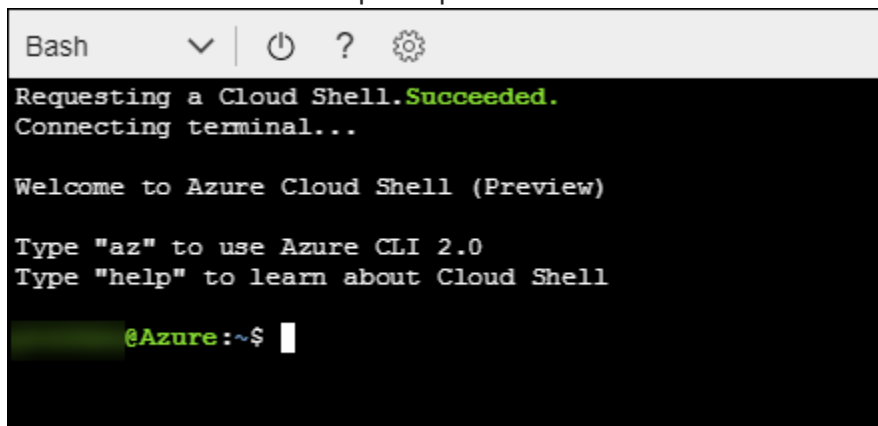 Bash ?
Requesting a Cloud Shell.Succeeded.
Connecting terminal...
Welcome to Azure Cloud Shell (Preview)
Type "az" to use Azure CLI 2.0
Type "help" to learn about Cloud Shell
@Azure:~$